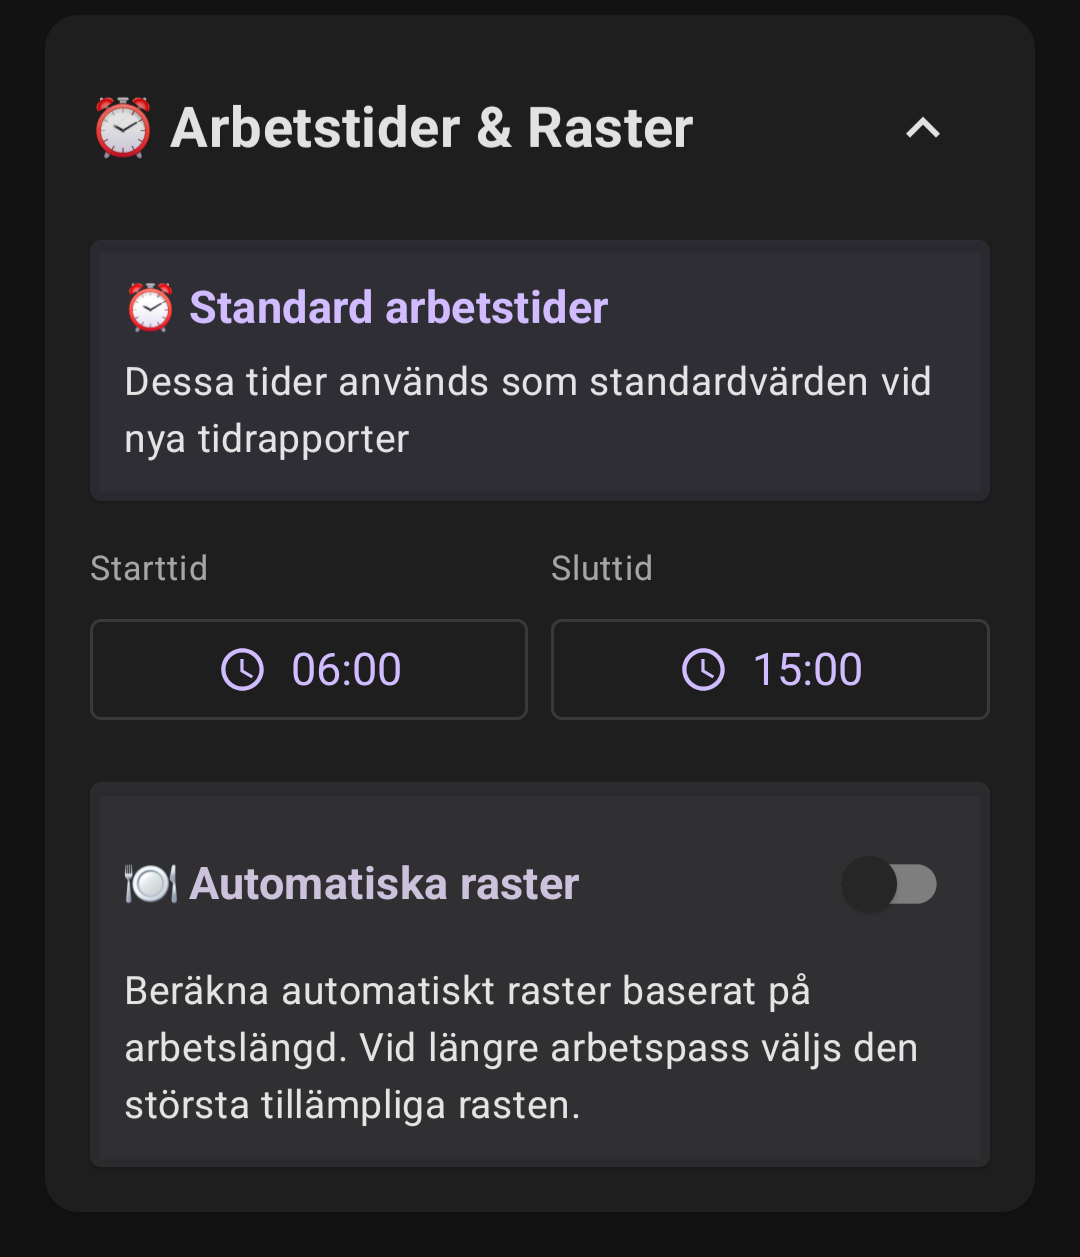 Arbetstider & Raster
Standard arbetstider
Dessa tider används som standardvärden vid
nya tidrapporter
Starttid
Sluttid
06:00
15:00
Automatiska raster
Beräkna automatiskt raster baserat på
arbetslängd. Vid längre arbetspass väljs den
största tillämpliga rasten.